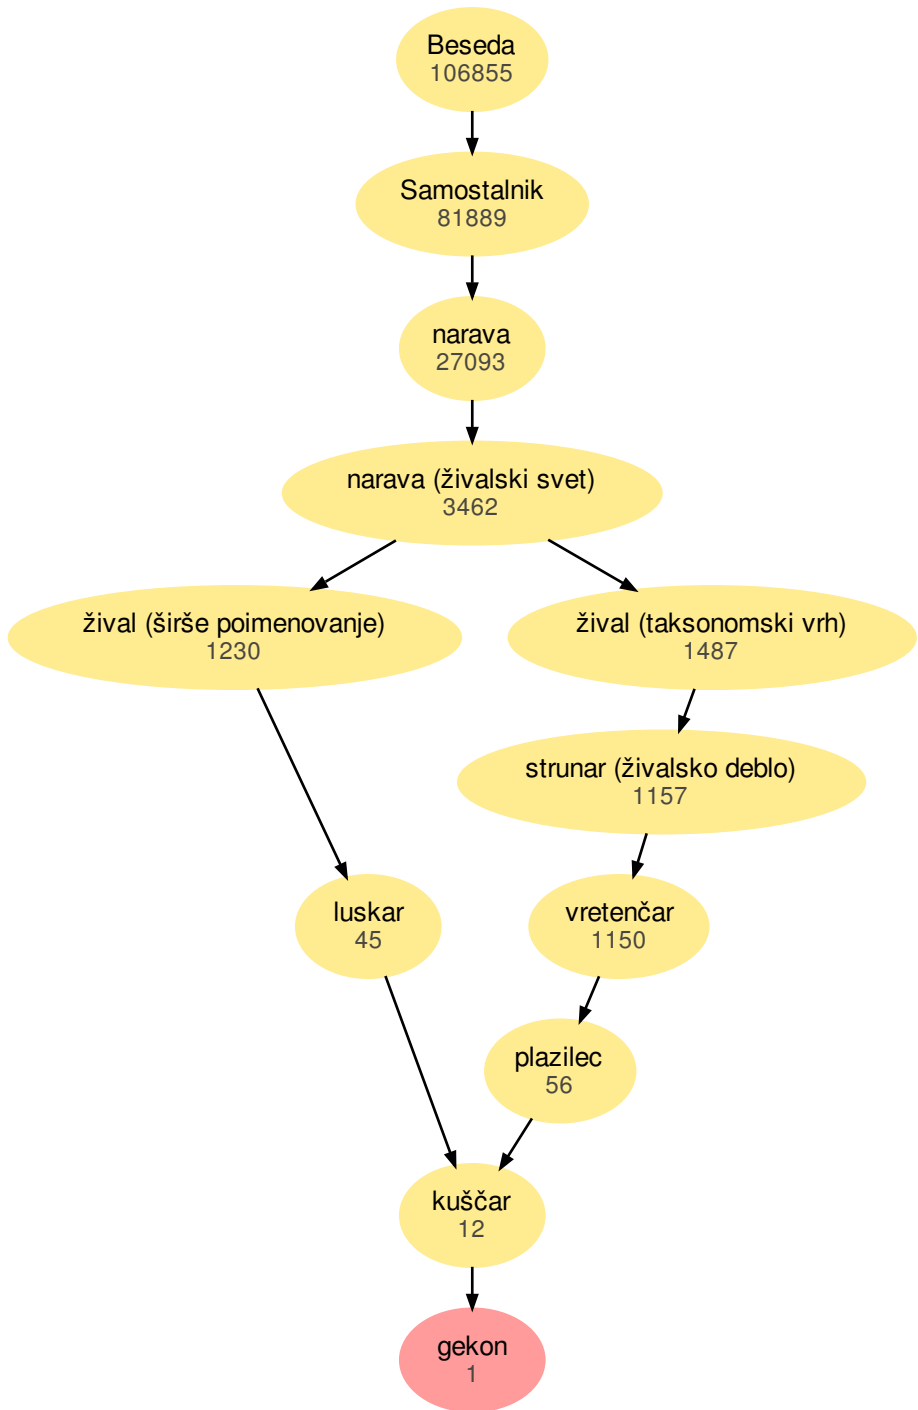 Beseda
106855
Samostalnik
81889
narava
27093
narava (živalski svet)
3462
žival (širše poimenovanje)
1230
žival (taksonomski vrh)
1487
strunar (živalsko deblo)
1157
luskar
45
vretenčar
1150
plazilec
56
kuščar
12
gekon
1